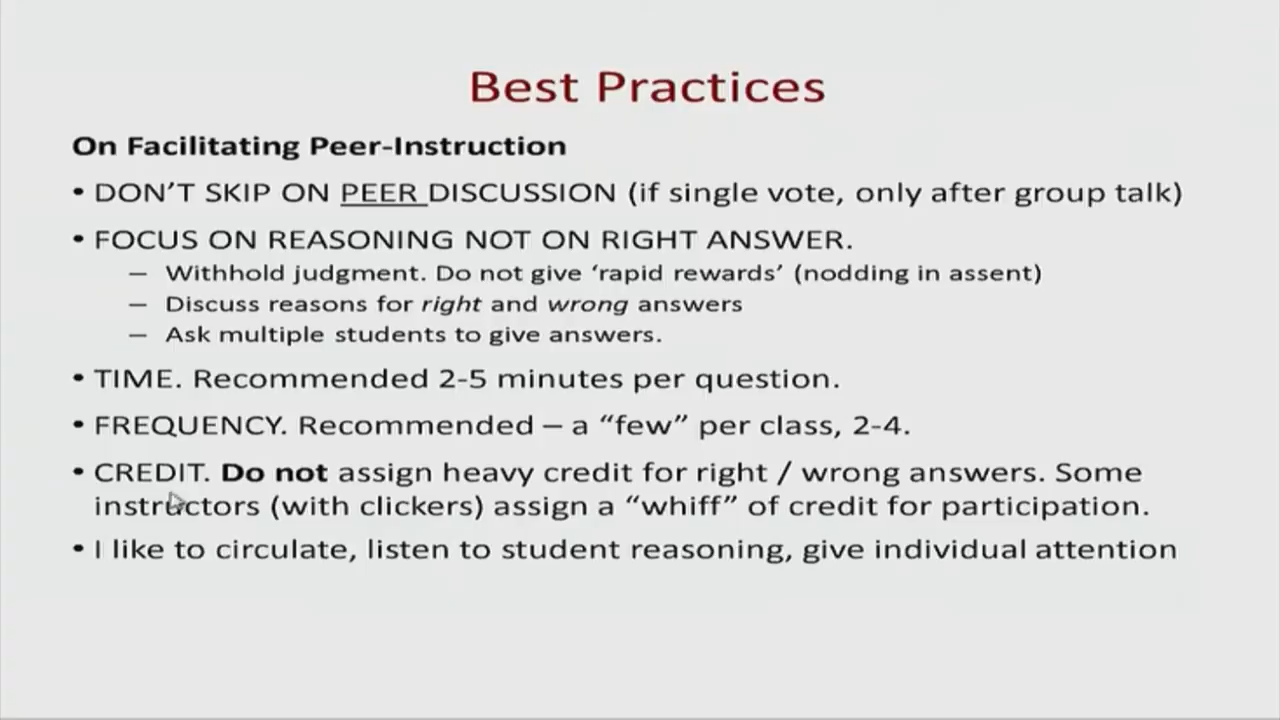 Best Practices
On Facilitating Peer-Instruction
• DON’T SKIP ON PEER DISCUSSION (if single vote, only after group talk)
• FOCUS ON REASONING NOT ON RIGHT ANSWER.
– Withhold judgment. Do not give ‘rapid rewards’ (nodding in assent)
– Discuss reasons for right and wrong answers
– Ask multiple students to give answers.
• TIME. Recommended 2-5 minutes per question.
• FREQUENCY. Recommended – a “few” per class, 2-4.
• CREDIT. Do not assign heavy credit for right / wrong answers. Some
instructors (with clickers) assign a “whiff” of credit for participation.
• I like to circulate, listen to student reasoning, give individual attention